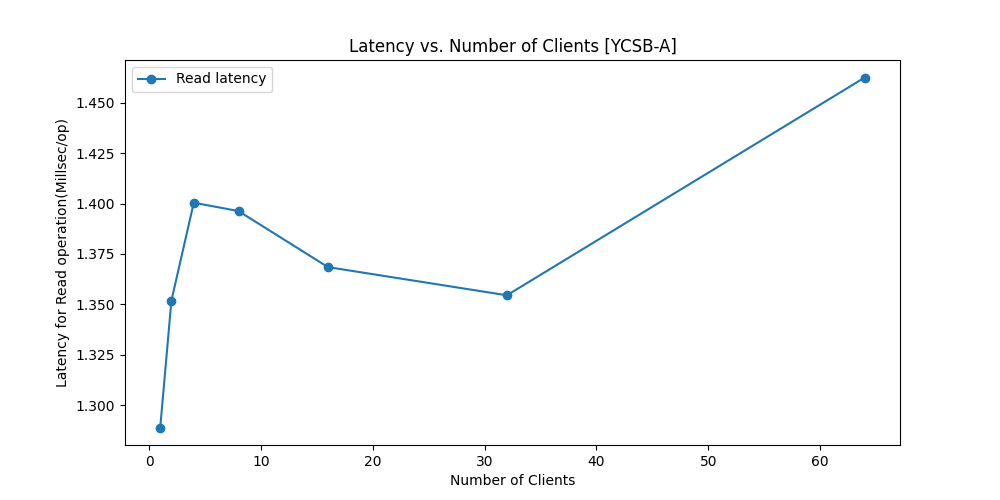 Latency vs. Number of Clients [YCSB-A]
Read latency
Latency for Read operation(Millsec/op)
1.450
1.425
1.400
1.375
1.350
1.325
1.300
0 10 20 30 40 50 60
Number of Clients